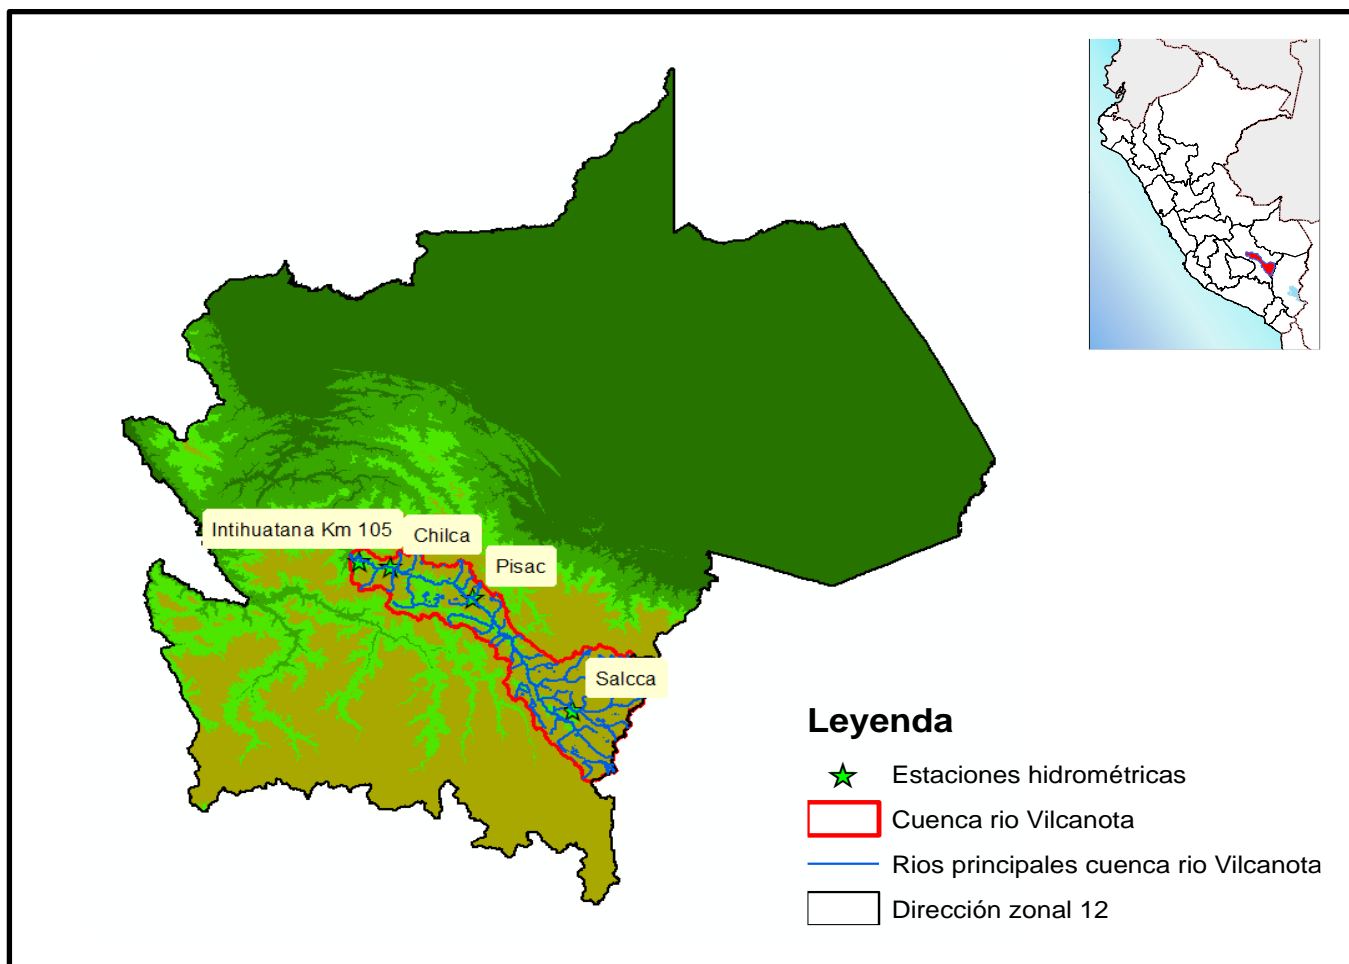 Intihuatana Km 105
Chilca
Pisac
Salcca
Leyenda
Estaciones hidrométricas
Cuenca rio Vilcanota
Rios principales cuenca rio Vilcanota
Dirección zonal 12